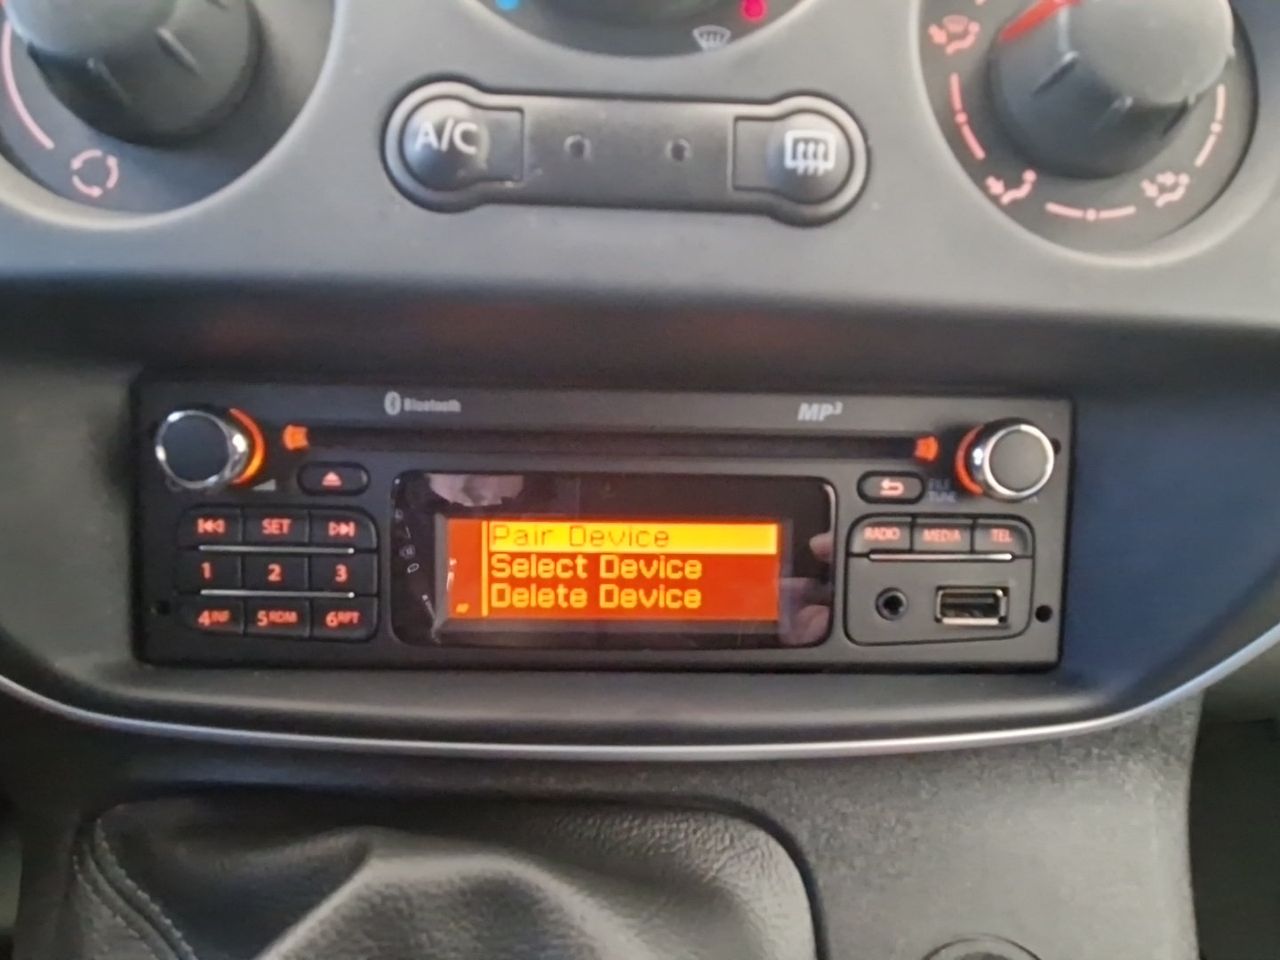 A/C
Bluetooth
MP3
SET
1
2
3
4INF
5RDM
6RPT
Pair Device
Select Device
Delete Device
RADIO
MEDIA
TEL